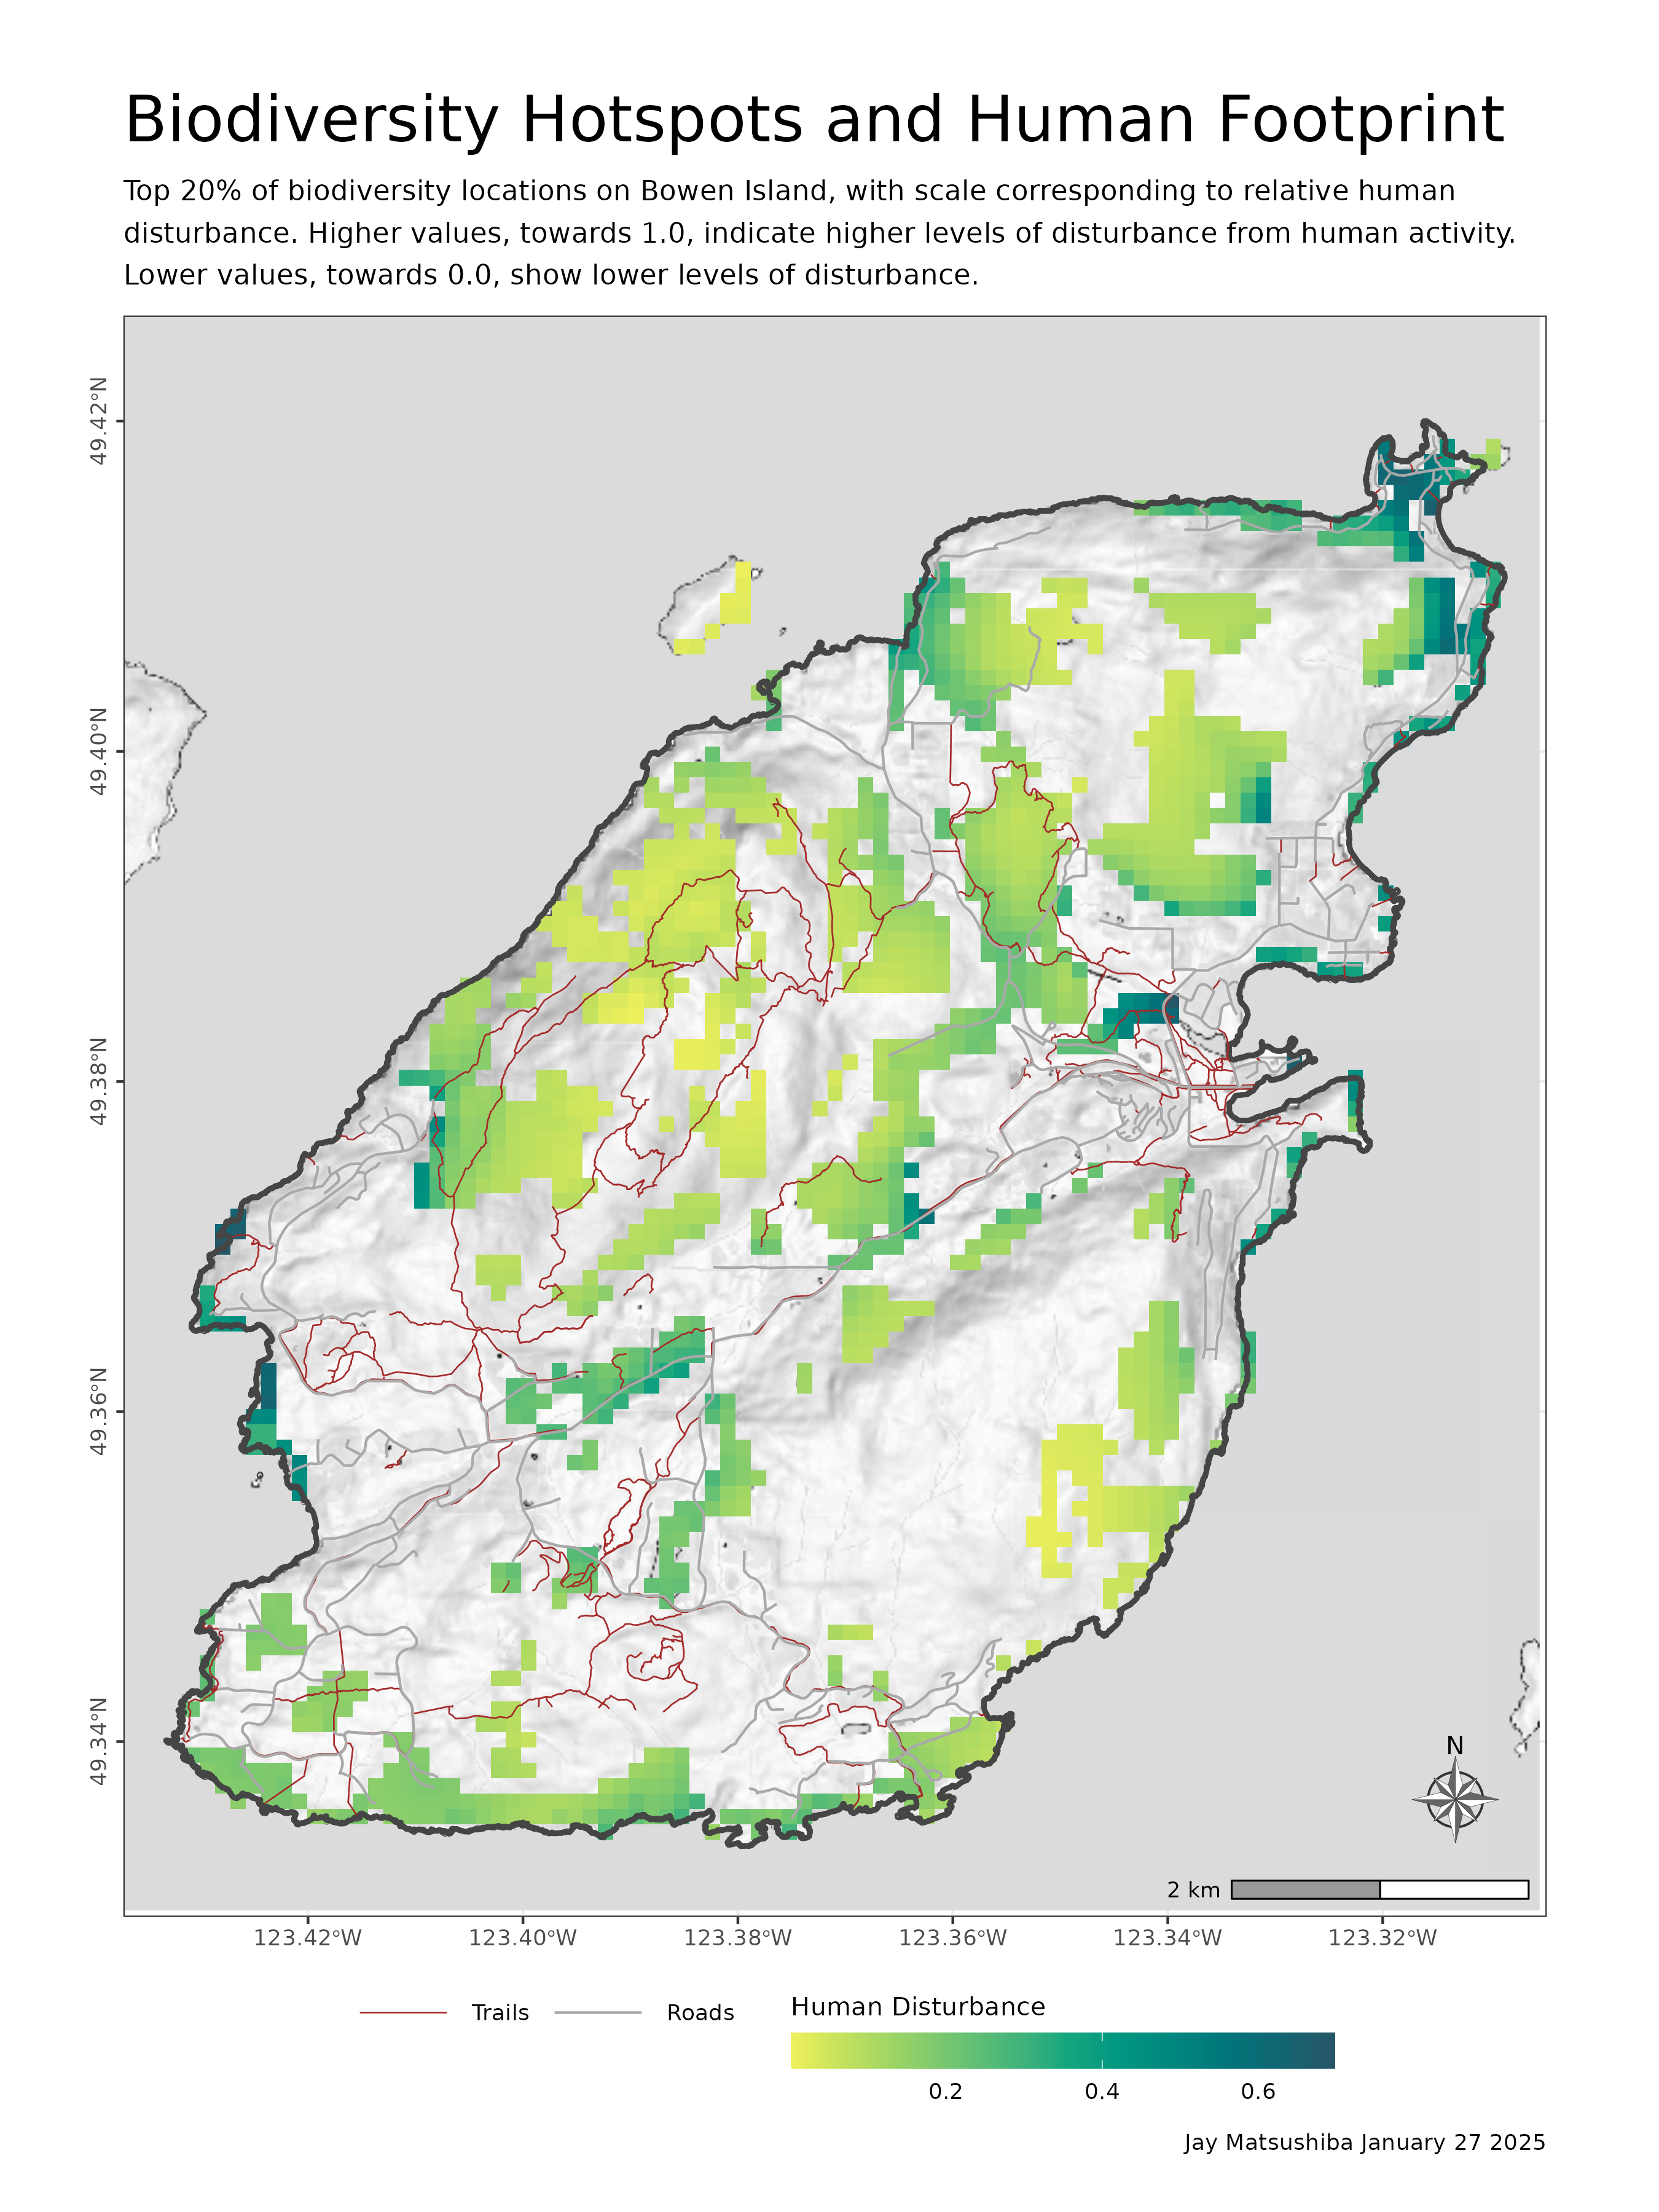 Biodiversity Hotspots and Human Footprint
Top 20% of biodiversity locations on Bowen Island, with scale corresponding to relative human
disturbance. Higher values, towards 1.0, indicate higher levels of disturbance from human activity.
Lower values, towards 0.0, show lower levels of disturbance.
49.42°N
49.40°N
49.38°N
49.36°N
49.34°N
N
2 km
123.42°W
123.40°W
123.38°W
123.36°W
123.34°W
123.32°W
Trails
Roads
Human Disturbance
0.2
0.4
0.6
Jay Matsushiba January 27 2025